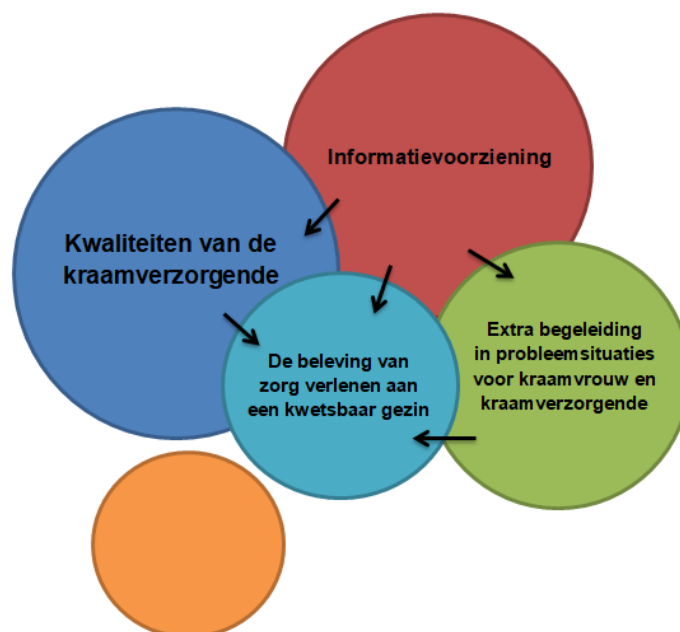 Informatievoorziening
Kwaliteiten van de
kraamverzorgende
Extra begeleiding
in probleemsituaties
voor kraamvrouw en
kraamverzorgende
De beleving van
zorg verlenen aan
een kwetsbaar gezin